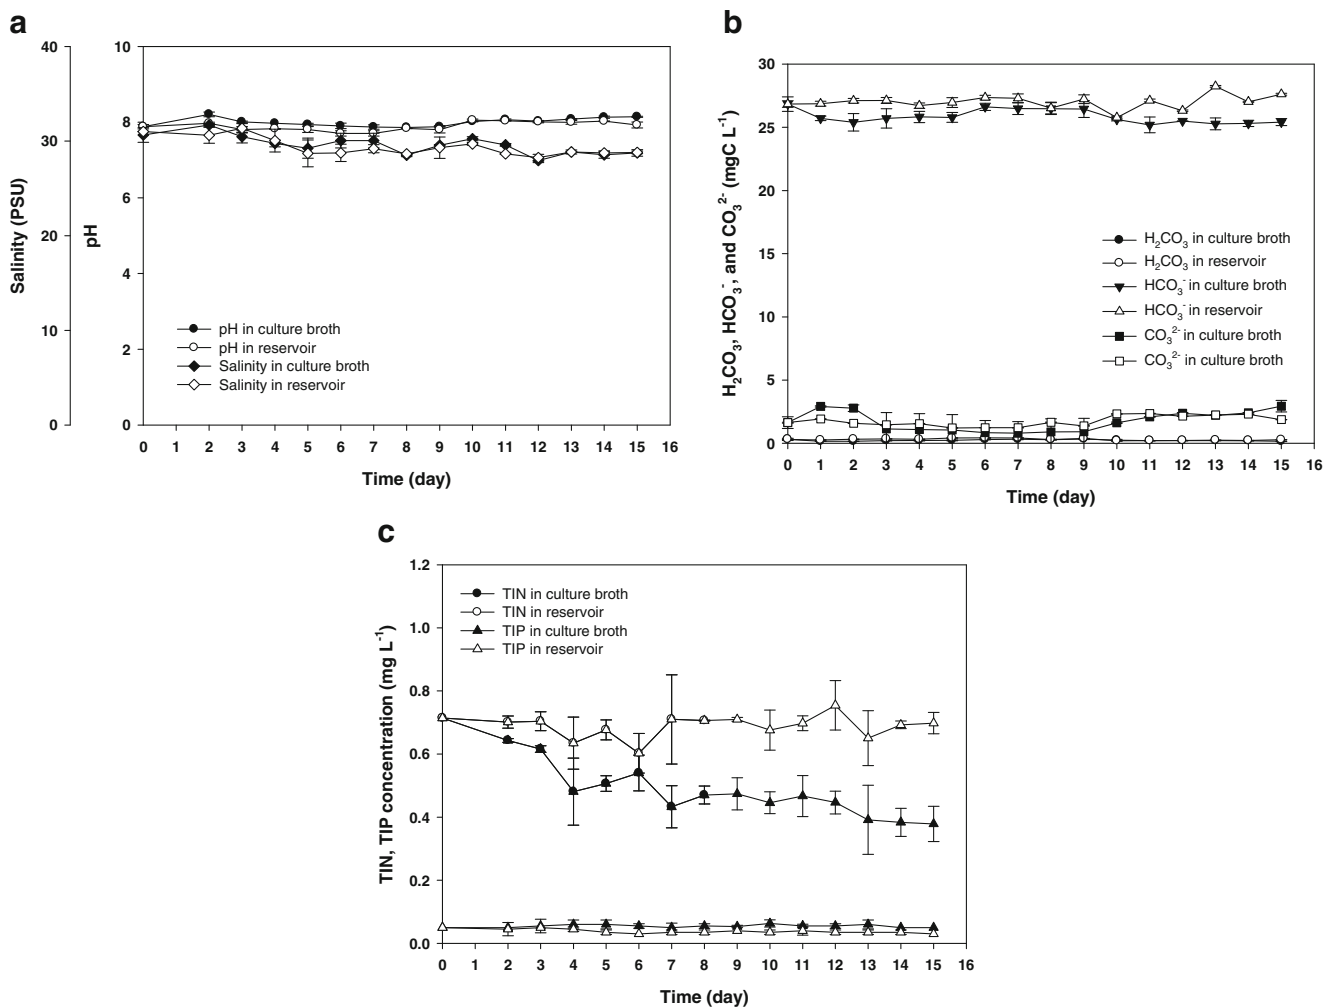 a
40
30
20
10
0
Salinity (PSU)
10
8
6
4
2
0
pH
pH in culture broth
pH in reservoir
Salinity in culture broth
Salinity in reservoir
0 1 2 3 4 5 6 7 8 9 10 11 12 13 14 15 16
Time (day)
b
30
25
20
15
10
5
0
H₂CO₃, HCO₃⁻, and CO₃²⁻ (mgC L⁻¹)
H₂CO₃ in culture broth
H₂CO₃ in reservoir
HCO₃⁻ in culture broth
HCO₃⁻ in reservoir
CO₃²⁻ in culture broth
CO₃²⁻ in culture broth
0 1 2 3 4 5 6 7 8 9 10 11 12 13 14 15 16
Time (day)
c
1.2
1.0
0.8
0.6
0.4
0.2
0.0
TIN, TIP concentration (mg L⁻¹)
TIN in culture broth
TIN in reservoir
TIP in culture broth
TIP in reservoir
0 1 2 3 4 5 6 7 8 9 10 11 12 13 14 15 16
Time (day)